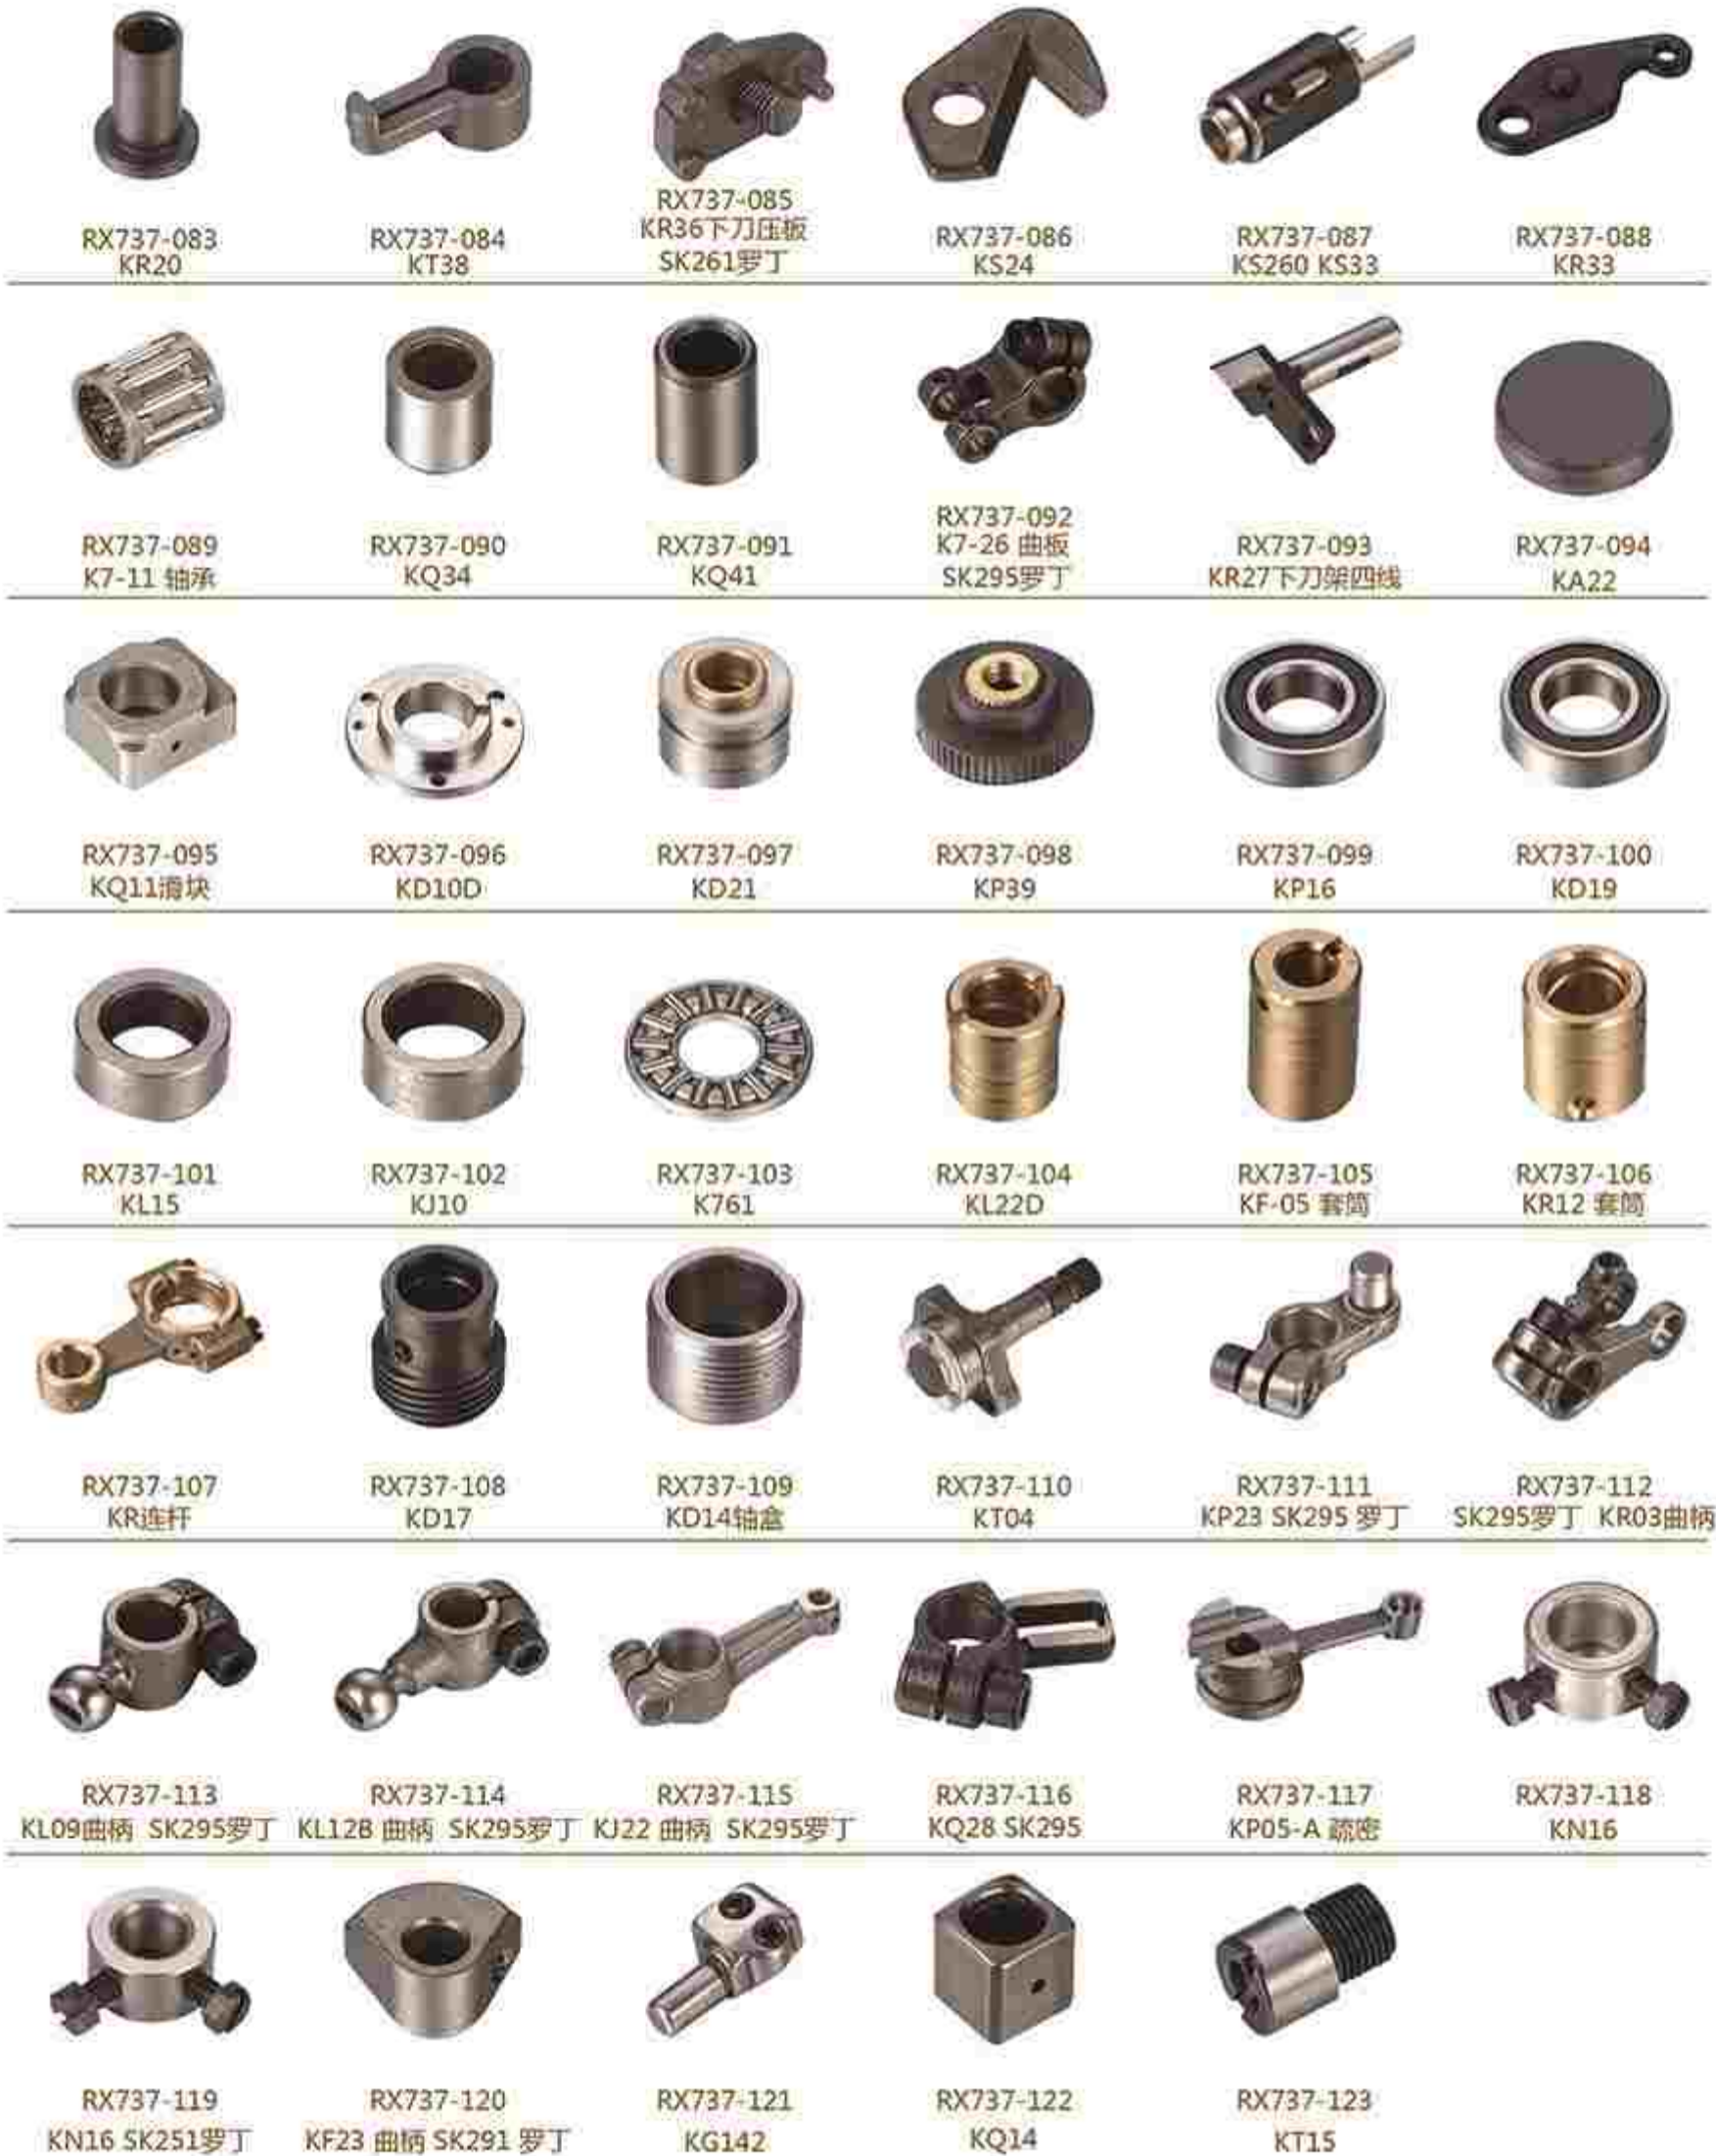 RX737-083
KR20
RX737-084
KT38
RX737-085
KR36下刀压板
SK261罗丁
RX737-086
KS24
RX737-087
KS260 KS33
RX737-088
KR33
RX737-089
K7-11 轴承
RX737-090
KQ34
RX737-091
KQ41
RX737-092
K7-26 曲板
SK295罗丁
RX737-093
KR27下刀架四线
RX737-094
KA22
RX737-095
KQ11滑块
RX737-096
KD10D
RX737-097
KD21
RX737-098
KP39
RX737-099
KP16
RX737-100
KD19
RX737-101
KL15
RX737-102
KJ10
RX737-103
K761
RX737-104
KL22D
RX737-105
KF-05 套筒
RX737-106
KR12 套筒
RX737-107
KR连杆
RX737-108
KD17
RX737-109
KD14轴盒
RX737-110
KT04
RX737-111
KP23 SK295 罗丁
RX737-112
SK295罗丁 KR03曲柄
RX737-113
KL09曲柄 SK295罗丁
RX737-114
KL12B 曲柄 SK295罗丁
RX737-115
KJ22 曲柄 SK295罗丁
RX737-116
KQ28 SK295
RX737-117
KP05-A 疏密
RX737-118
KN16
RX737-119
KN16 SK251罗丁
RX737-120
KF23 曲柄 SK291 罗丁
RX737-121
KG142
RX737-122
KQ14
RX737-123
KT15